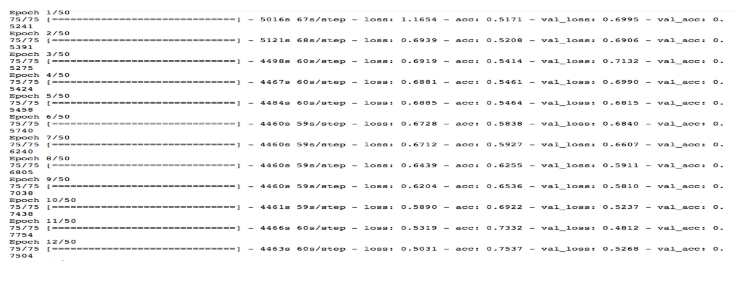 Epoch 1/50
75/75 [==============================] - 5016s 67s/step - loss: 1.1654 - acc: 0.5171 - val_loss: 0.6995 - val_acc: 0.
5241
Epoch 2/50
75/75 [==============================] - 5121s 68s/step - loss: 0.6939 - acc: 0.5208 - val_loss: 0.6906 - val_acc: 0.
5391
Epoch 3/50
75/75 [==============================] - 4498s 60s/step - loss: 0.6919 - acc: 0.5414 - val_loss: 0.7132 - val_acc: 0.
5275
Epoch 4/50
75/75 [==============================] - 4467s 60s/step - loss: 0.6881 - acc: 0.5461 - val_loss: 0.6990 - val_acc: 0.
5424
Epoch 5/50
75/75 [==============================] - 4484s 60s/step - loss: 0.6885 - acc: 0.5464 - val_loss: 0.6815 - val_acc: 0.
5458
Epoch 6/50
75/75 [==============================] - 4460s 59s/step - loss: 0.6728 - acc: 0.5838 - val_loss: 0.6840 - val_acc: 0.
5740
Epoch 7/50
75/75 [==============================] - 4460s 59s/step - loss: 0.6712 - acc: 0.5927 - val_loss: 0.6607 - val_acc: 0.
6240
Epoch 8/50
75/75 [==============================] - 4460s 59s/step - loss: 0.6439 - acc: 0.6255 - val_loss: 0.5911 - val_acc: 0.
6805
Epoch 9/50
75/75 [==============================] - 4460s 59s/step - loss: 0.6204 - acc: 0.6536 - val_loss: 0.5810 - val_acc: 0.
7038
Epoch 10/50
75/75 [==============================] - 4461s 59s/step - loss: 0.5890 - acc: 0.6922 - val_loss: 0.5237 - val_acc: 0.
7438
Epoch 11/50
75/75 [==============================] - 4466s 60s/step - loss: 0.5319 - acc: 0.7332 - val_loss: 0.4812 - val_acc: 0.
7754
Epoch 12/50
75/75 [==============================] - 4463s 60s/step - loss: 0.5031 - acc: 0.7537 - val_loss: 0.5268 - val_acc: 0.
7504